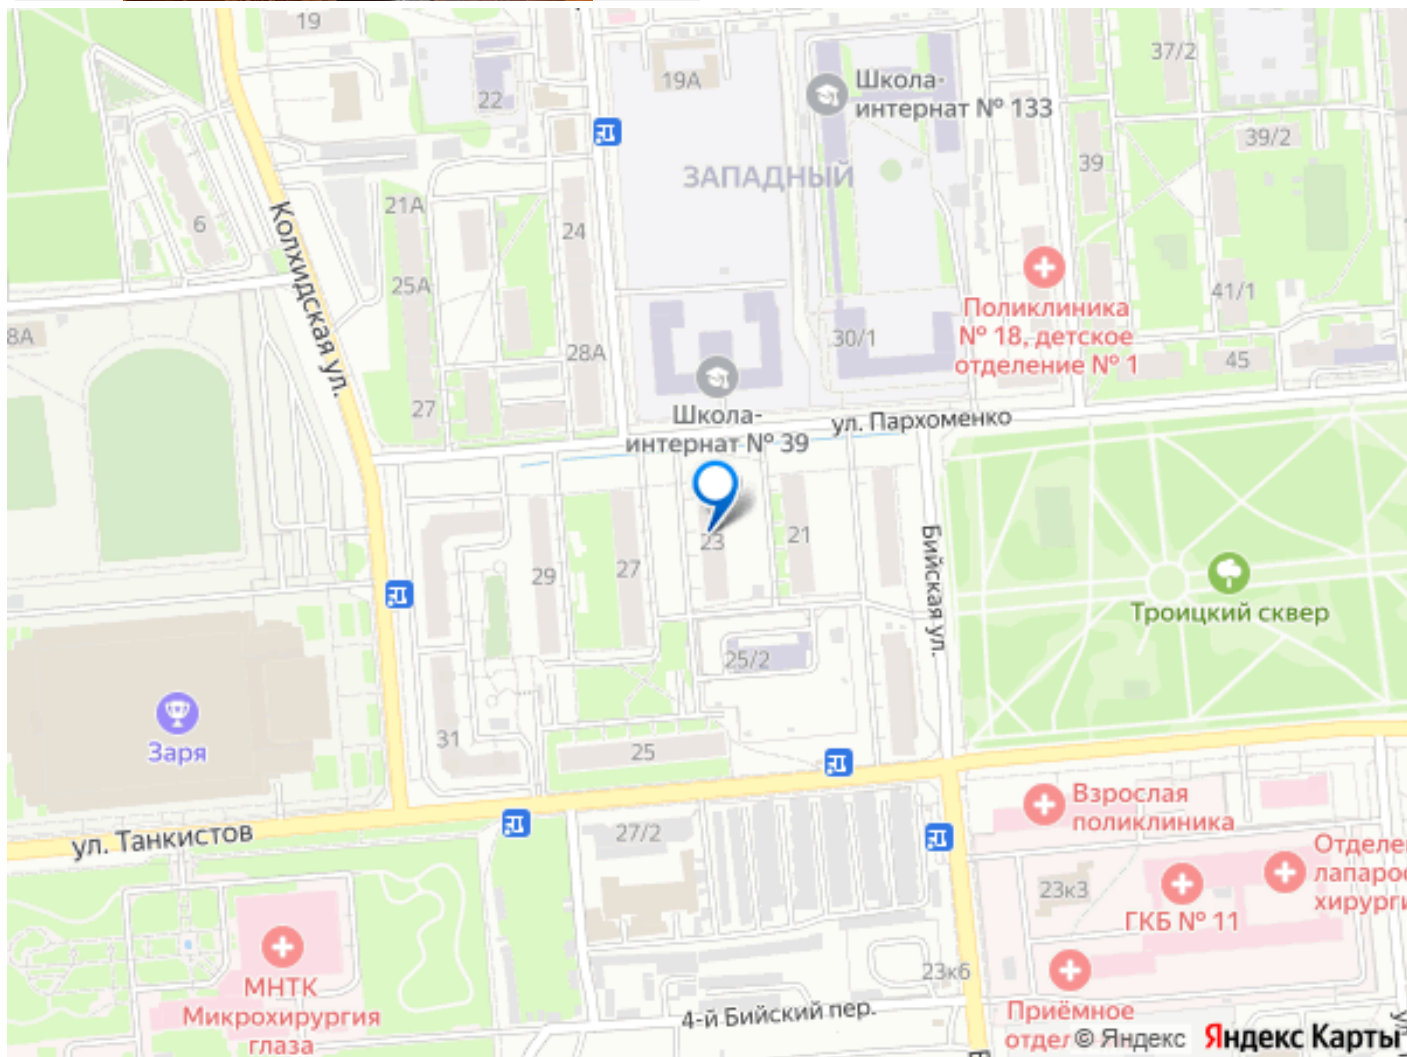 19
19А
Школа-
интернат № 133
37/2
22
39/2
ЗАПАДНЫЙ
39
6
21А
24
Колхидская ул.
25А
41/1
Поликлиника
№ 18, детское
отделение № 1
8А
30/1
28А
45
27
Школа-
интернат № 39
ул. Пархоменко
23
21
29
27
Бийская ул.
Троицкий сквер
25/2
31
25
Заря
Взрослая
поликлиника
ул. Танкистов
27/2
23к3
ГКБ № 11
МНТК
Микрохирургия
глаза
23к6
4-й Бийский пер.
Приёмное
© Яндекс
Яндекс Карты